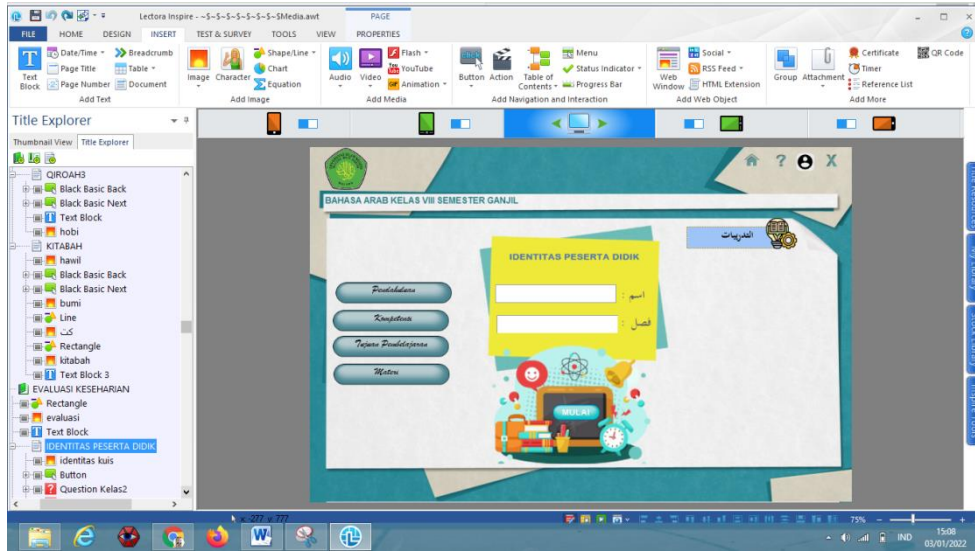 Lectora Inspire - ~S~S~S~S~S~S~SMedia.awt
PAGE
FILE HOME DESIGN INSERT TEST & SURVEY TOOLS VIEW PROPERTIES
Text Block
Date/Time
Page Title
Page Number
Breadcrumb
Table
Document
Add Text
Image
Character
Shape/Line
Chart
Equation
Add Image
Audio
Video
Flash
YouTube
Animation
Add Media
Button
Action
Table of Contents
Menu
Status Indicator
Progress Bar
Add Navigation and Interaction
Web Window
Social
RSS Feed
HTML Extension
Add Web Object
Group
Attachment
Certificate
Timer
Reference List
QR Code
Add More
Title Explorer
Thumbnail View Title Explorer
QIROAH3
Black Basic Back
Black Basic Next
Text Block
hobi
KITABAH
hawil
Black Basic Back
Black Basic Next
bumi
Line
كت
Rectangle
kitabah
Text Block 3
EVALUASI KESEHARIAN
Rectangle
evaluasi
Text Block
IDENTITAS PESERTA DIDIK
identitas kuis
Button
Question Kelas2
BAHASA ARAB KELAS VIII SEMESTER GANJIL
? X
التدريبات
Pendahuluan
Kompetensi
Tujuan Pembelajaran
Materi
IDENTITAS PESERTA DIDIK
اسم :
فصل :
MULAI
x: -277 y: 777
75%
IND
15:08
03/01/2022